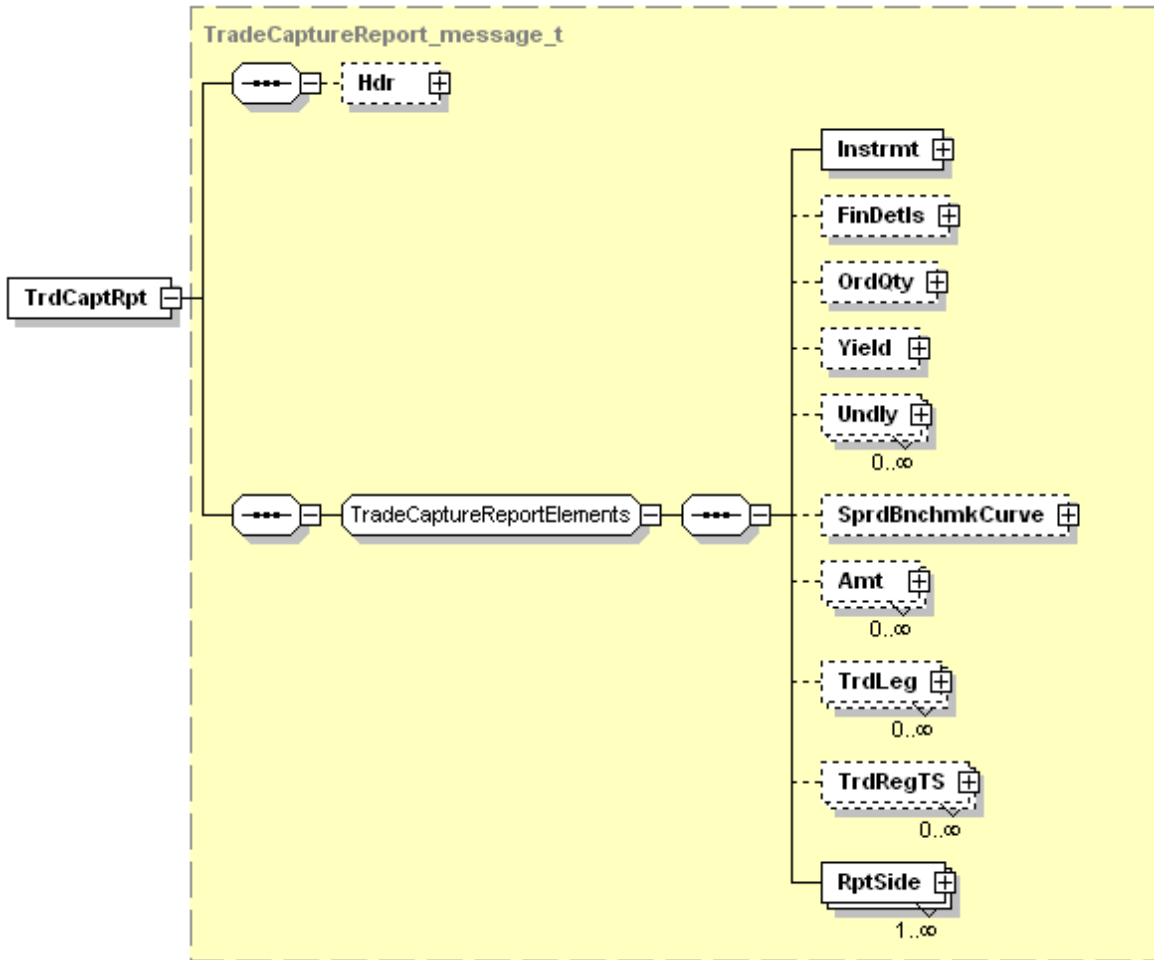 TradeCaptureReport_message_t
Hdr
Instrmt
FinDetls
OrdQty
TrdCaptRpt
Yield
Undly
0..∞
TradeCaptureReportElements
SprdBnchmkCurve
Amt
0..∞
TrdLeg
0..∞
TrdRegTS
0..∞
RptSide
1..∞